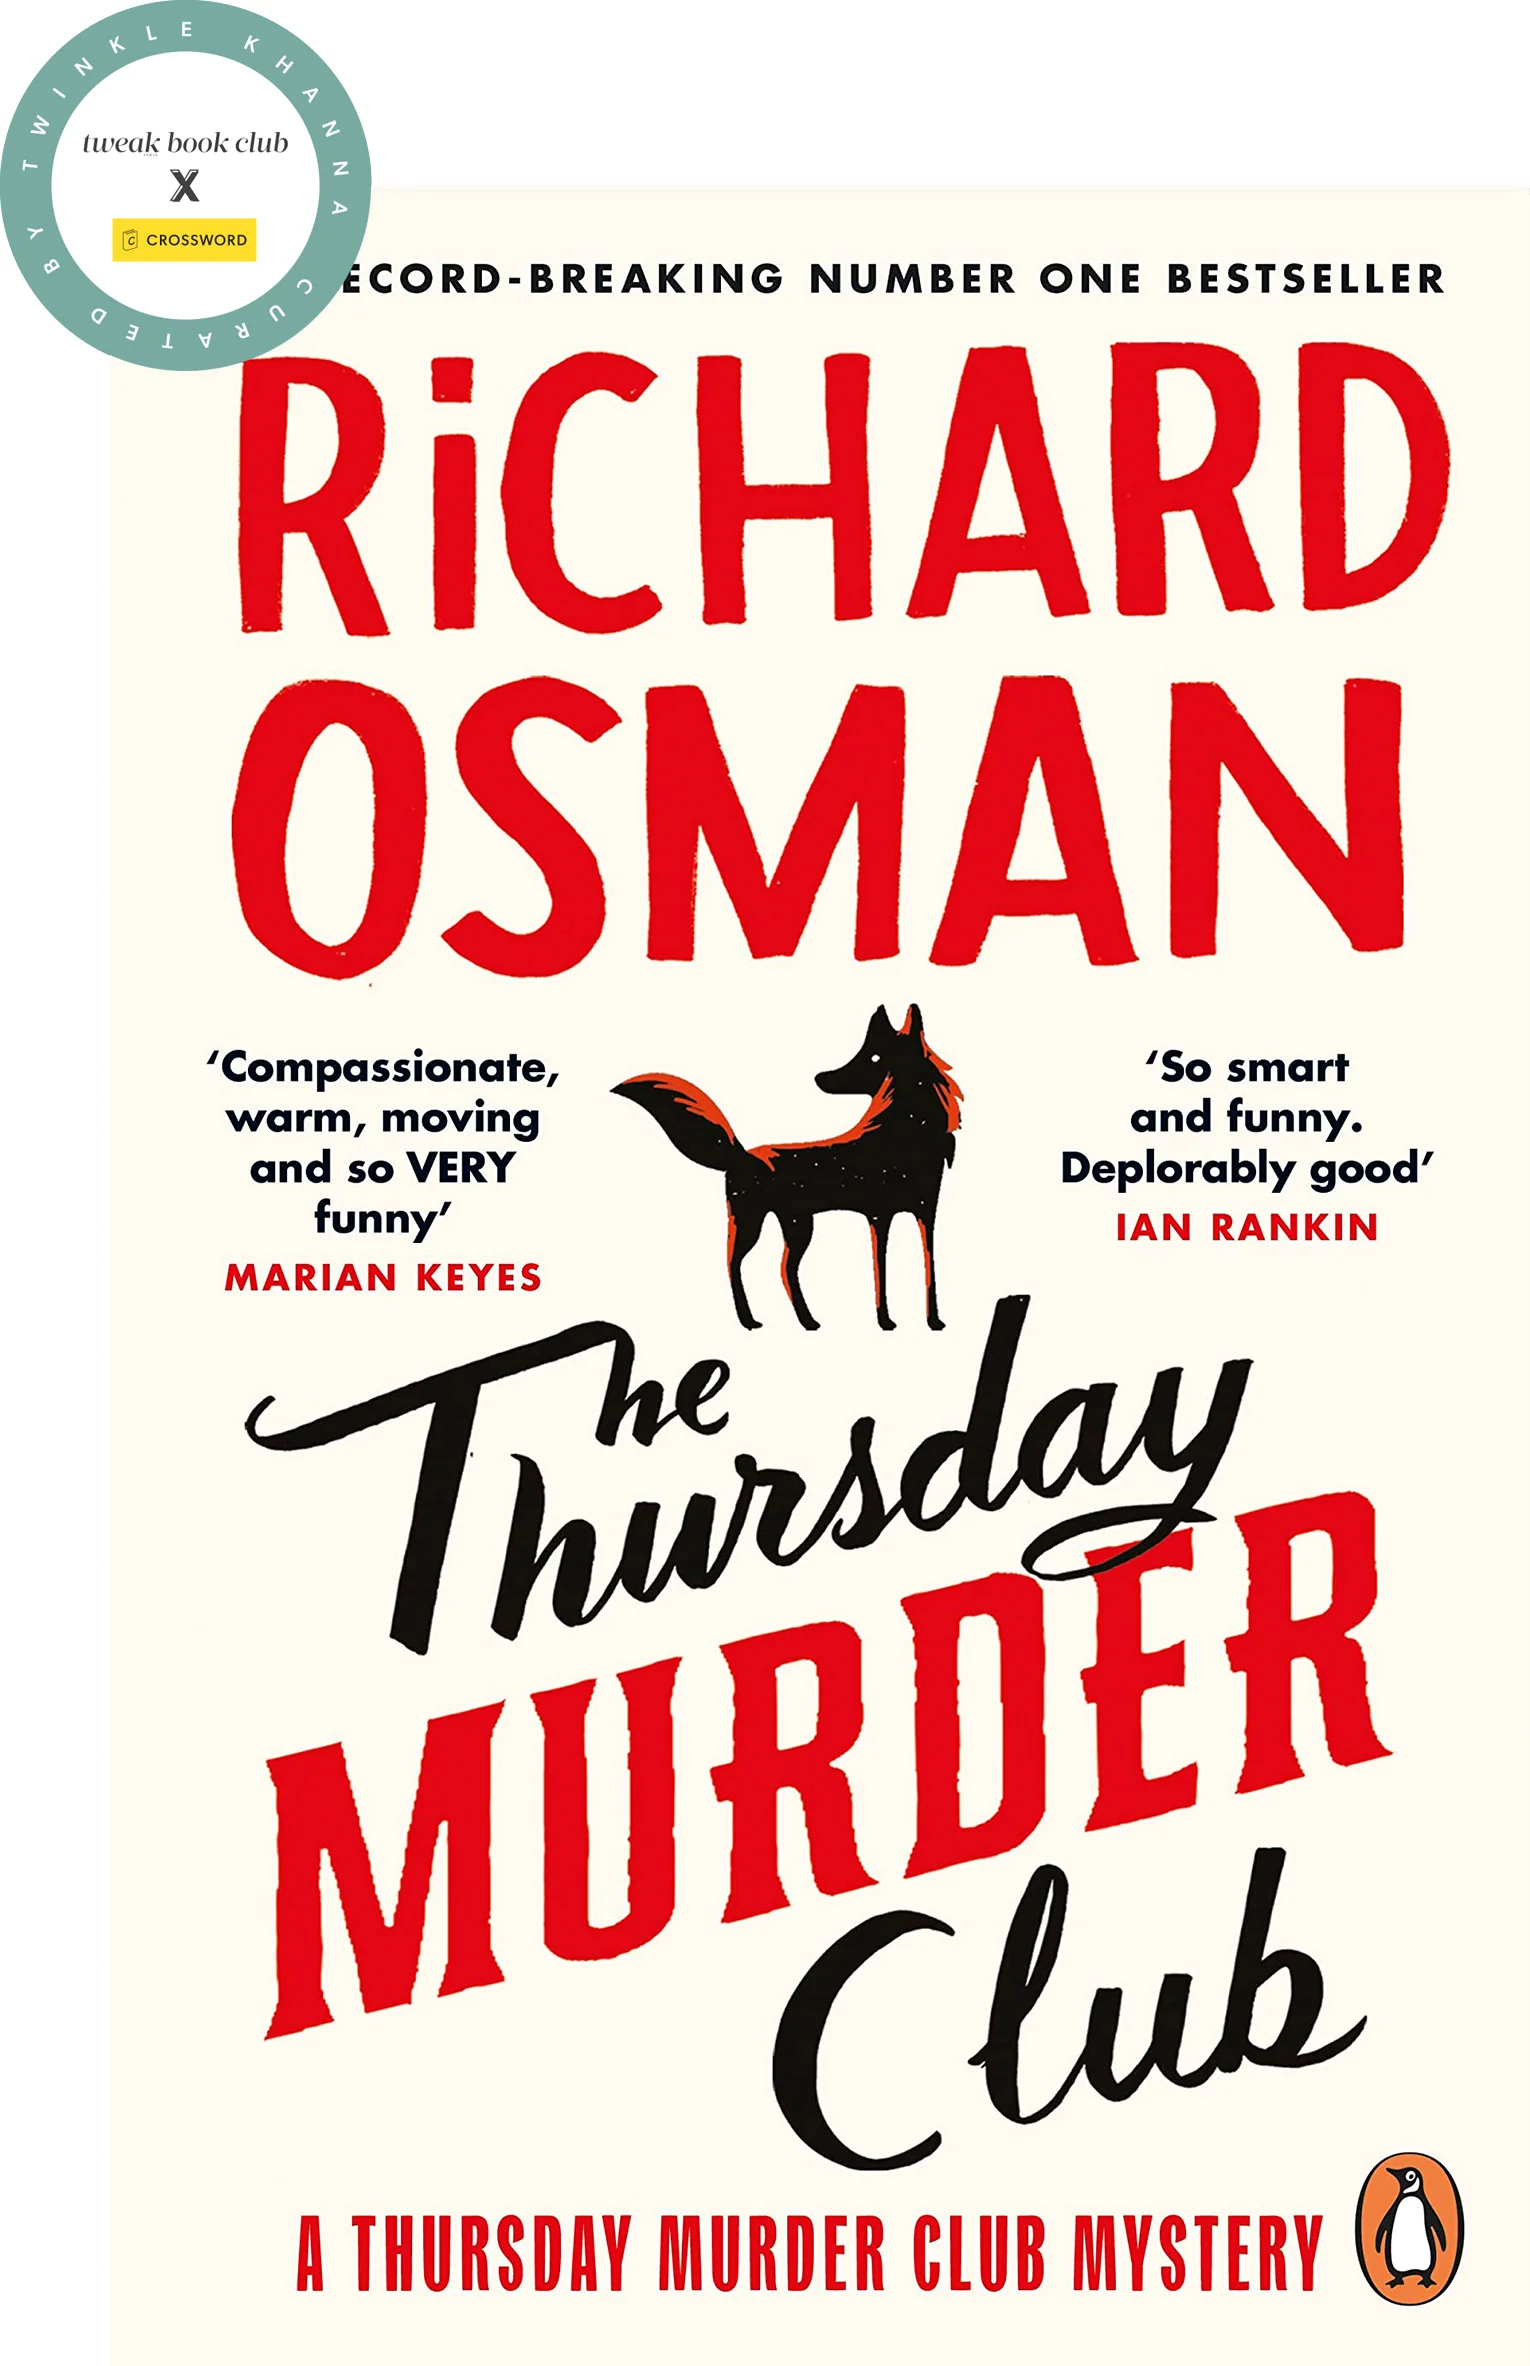 BY TWINKLE KHANNA CURATED
tweak book club
X
CROSSWORD
ECORD-BREAKING NUMBER ONE BESTSELLER
RiCHARD
OSMAN
‘Compassionate,
warm, moving
and so VERY
funny’
MARIAN KEYES
‘So smart
and funny.
Deplorably good’
IAN RANKIN
The
Thursday
MURDER
Club
A THURSDAY MURDER CLUB MYSTERY